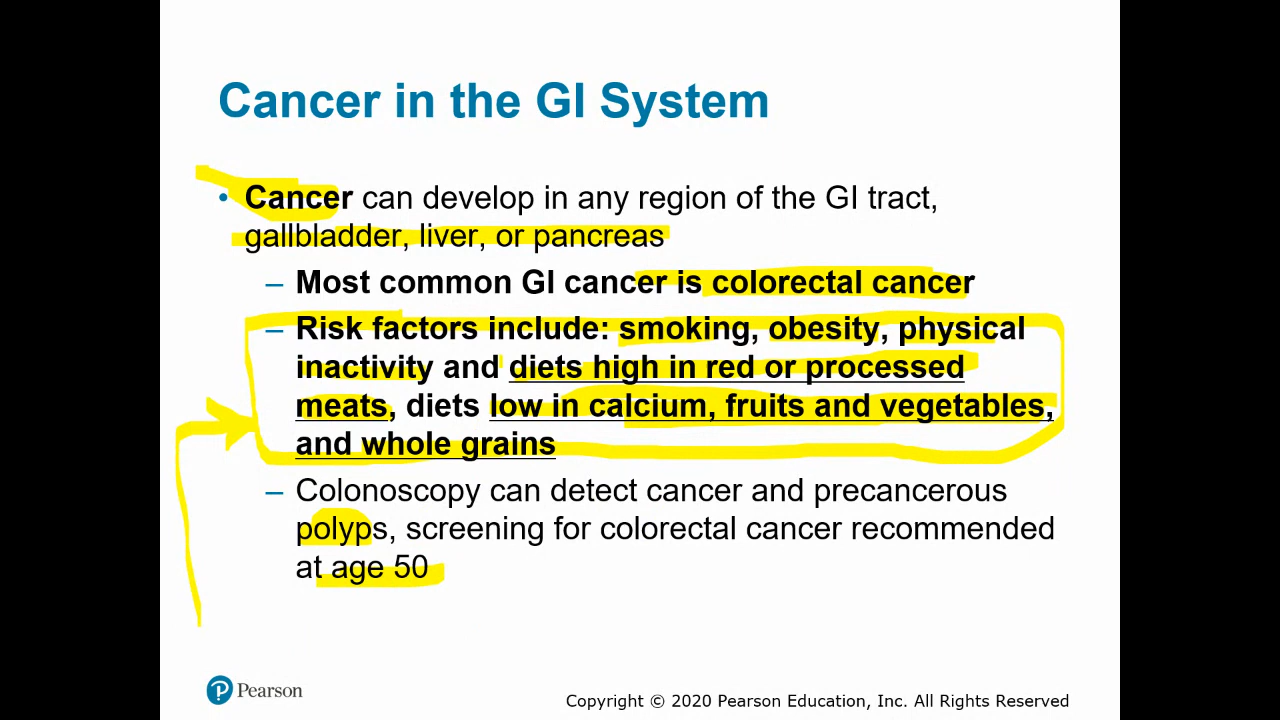 Cancer in the GI System
• Cancer can develop in any region of the GI tract,
gallbladder, liver, or pancreas
– Most common GI cancer is colorectal cancer
– Risk factors include: smoking, obesity, physical
inactivity and diets high in red or processed
meats, diets low in calcium, fruits and vegetables,
and whole grains
– Colonoscopy can detect cancer and precancerous
polyps, screening for colorectal cancer recommended
at age 50
P Pearson
Copyright © 2020 Pearson Education, Inc. All Rights Reserved